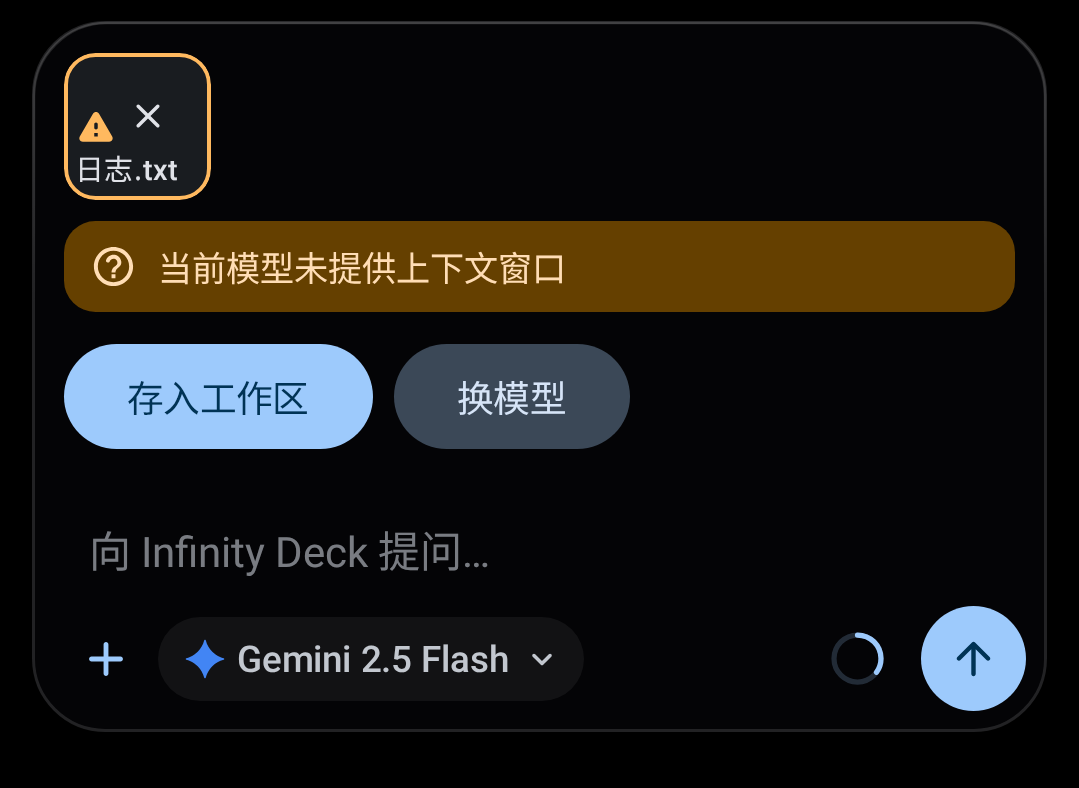 日志.txt
当前模型未提供上下文窗口
存入工作区
换模型
向 Infinity Deck 提问...
Gemini 2.5 Flash